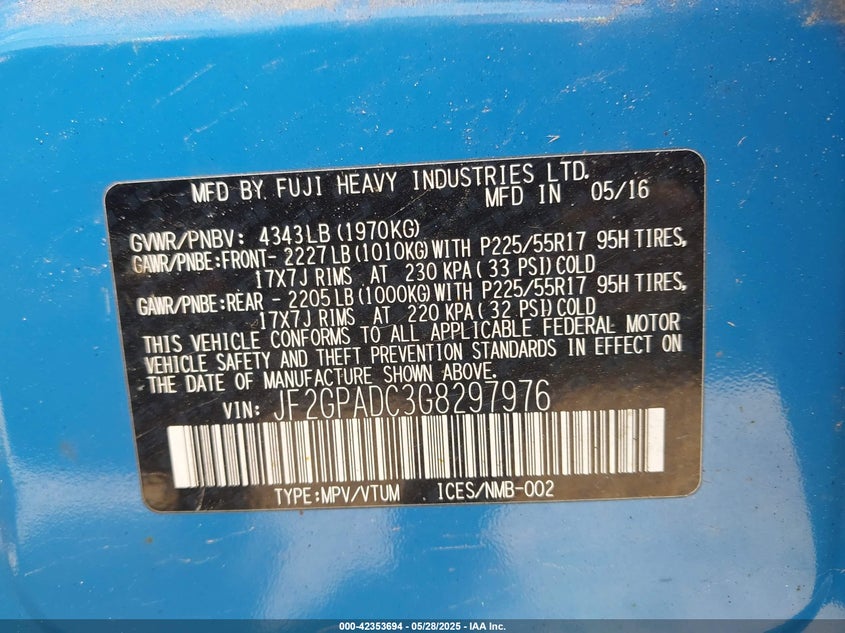 MFD BY FUJI HEAVY INDUSTRIES LTD.
MFD IN 05/16
GVWR/PNBV: 4343LB (1970KG)
GAWR/PNBE:FRONT- 2227LB (1010KG) WITH P225/55R17 95H TIRES,
17X7J RIMS AT 230 KPA ( 33 PSI) COLD
GAWR/PNBE:REAR - 2205LB (1000KG) WITH P225/55R17 95H TIRES,
17X7J RIMS AT 220 KPA ( 32 PSI) COLD
THIS VEHICLE CONFORMS TO ALL APPLICABLE FEDERAL MOTOR
VEHICLE SAFETY AND THEFT PREVENTION STANDARDS IN EFFECT ON
THE DATE OF MANUFACTURE SHOWN ABOVE.
VIN: JF2GPADC3G8297976
TYPE:MPV/VTUM ICES/NMB-002
000-42353694 - 05/28/2025 - IAA Inc.